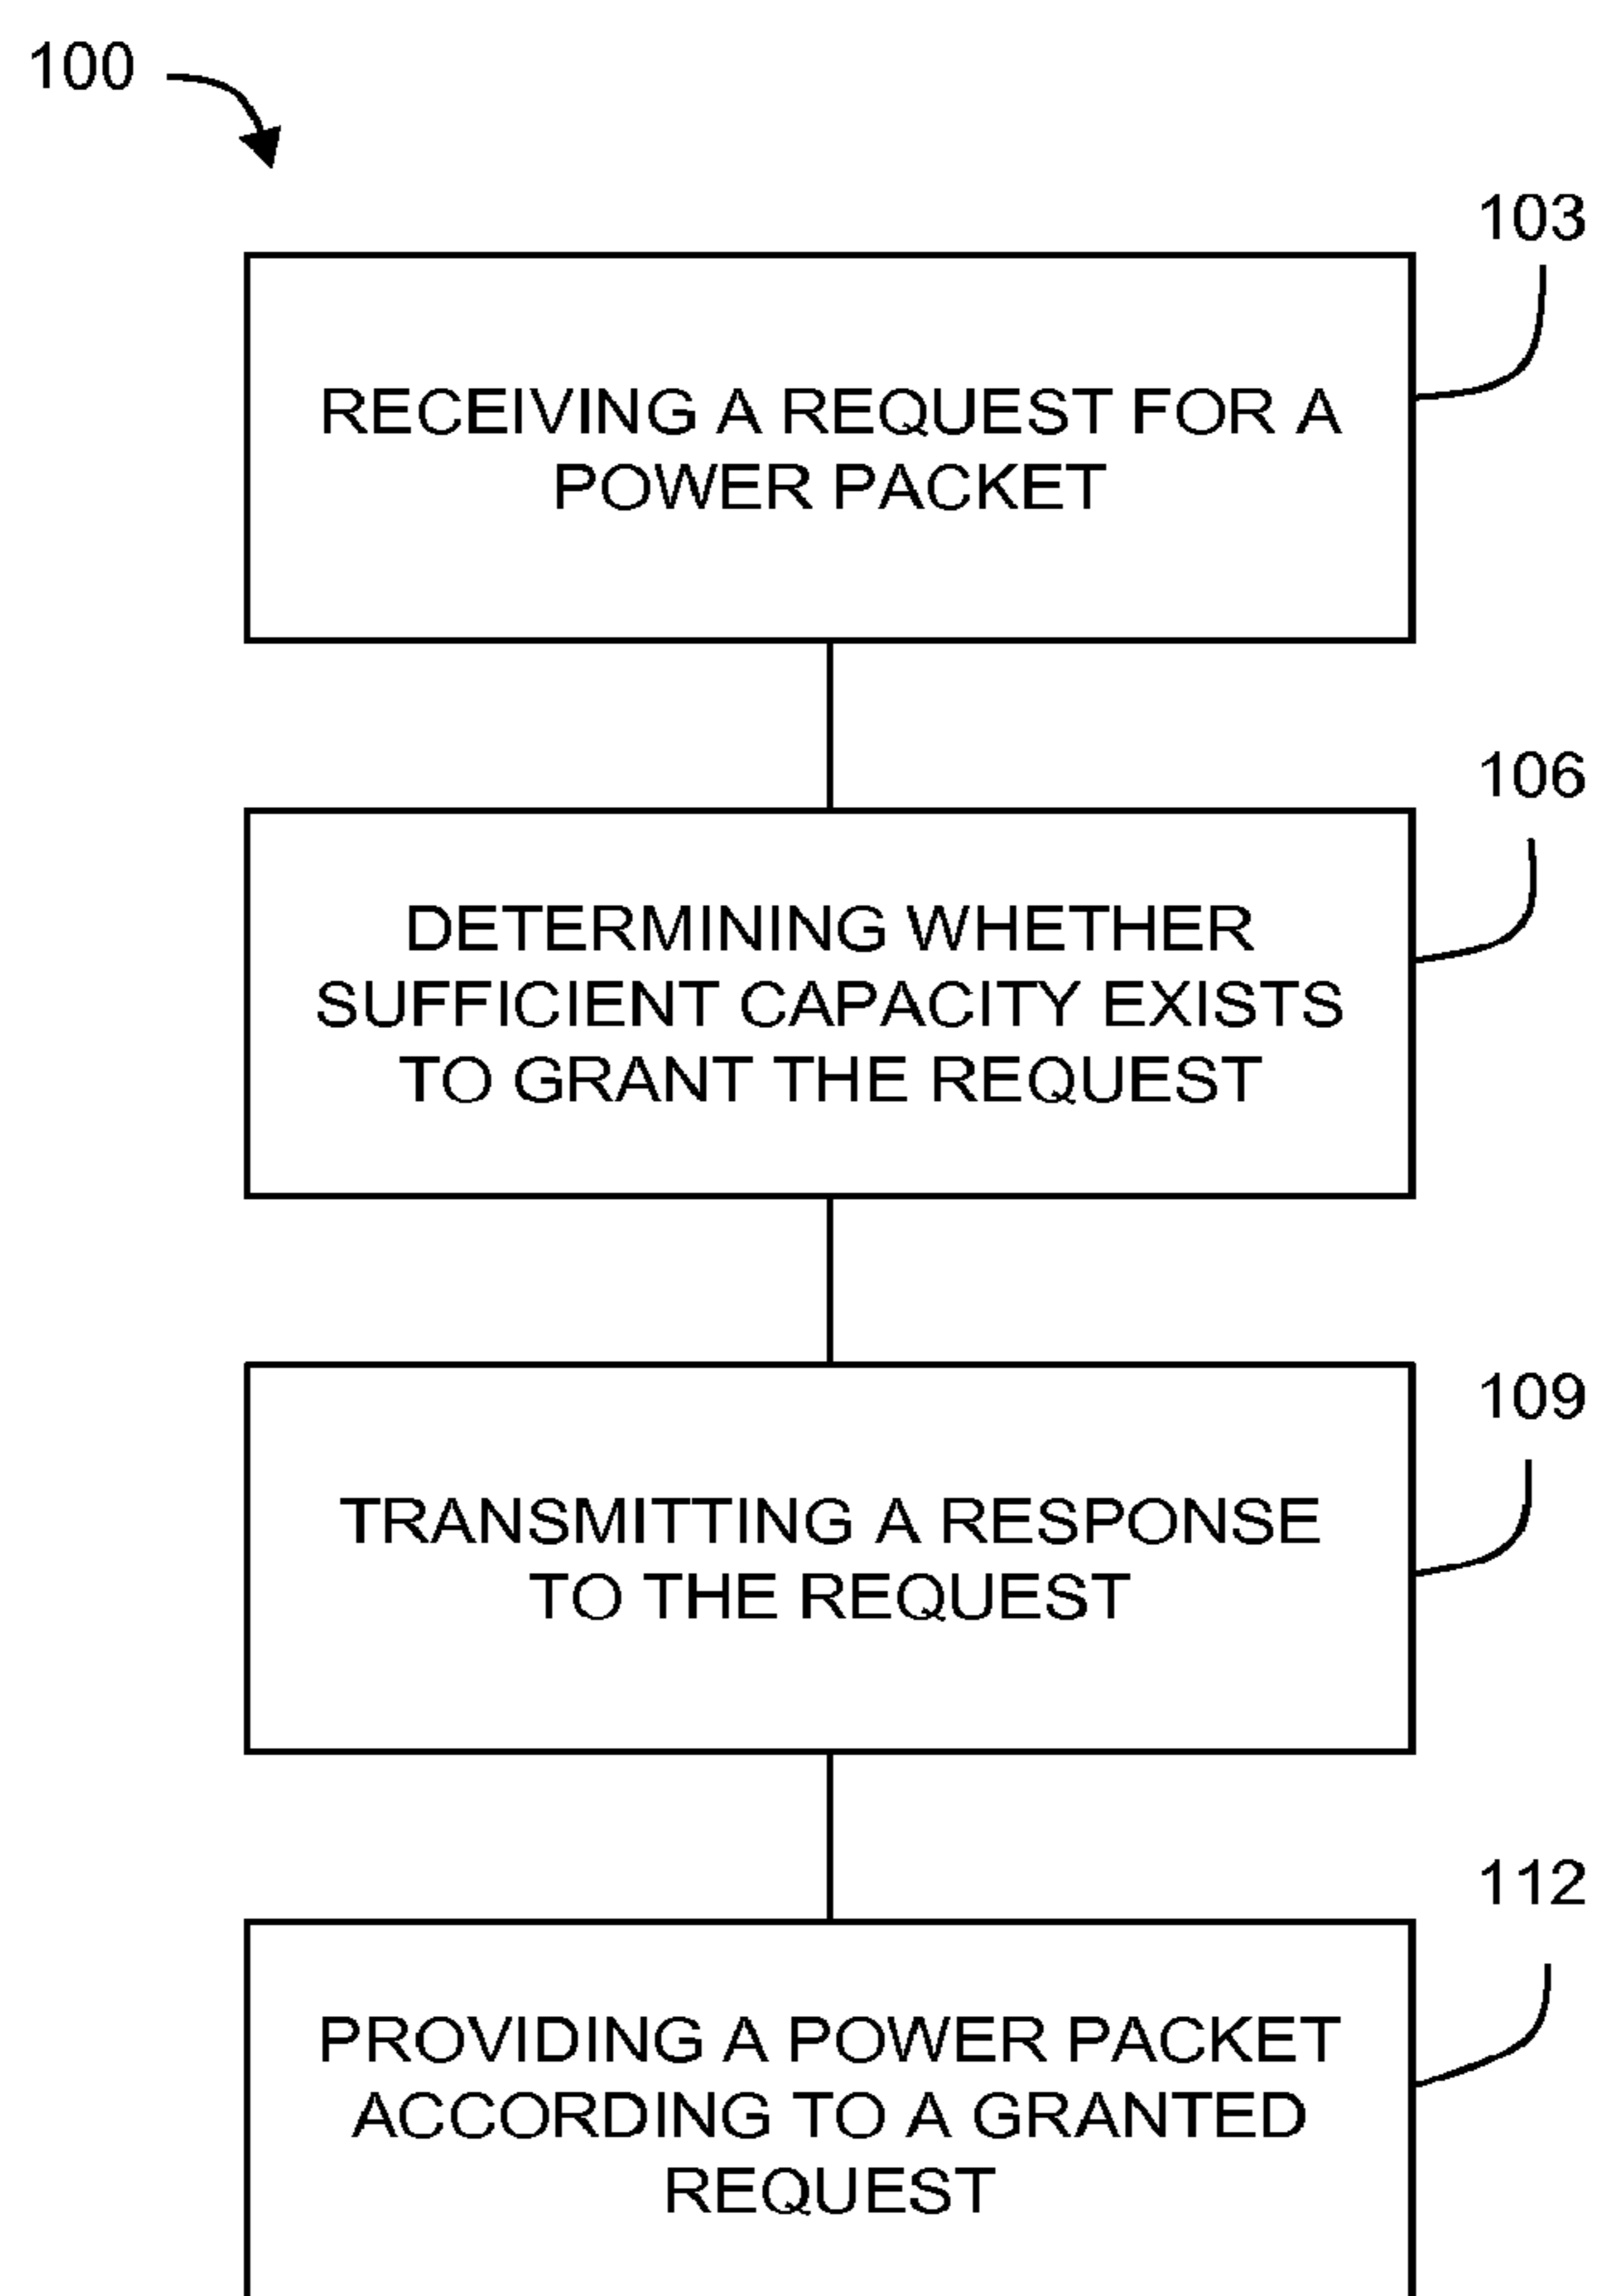 100
103
RECEIVING A REQUEST FOR A
POWER PACKET
106
DETERMINING WHETHER
SUFFICIENT CAPACITY EXISTS
TO GRANT THE REQUEST
109
TRANSMITTING A RESPONSE
TO THE REQUEST
112
PROVIDING A POWER PACKET
ACCORDING TO A GRANTED
REQUEST